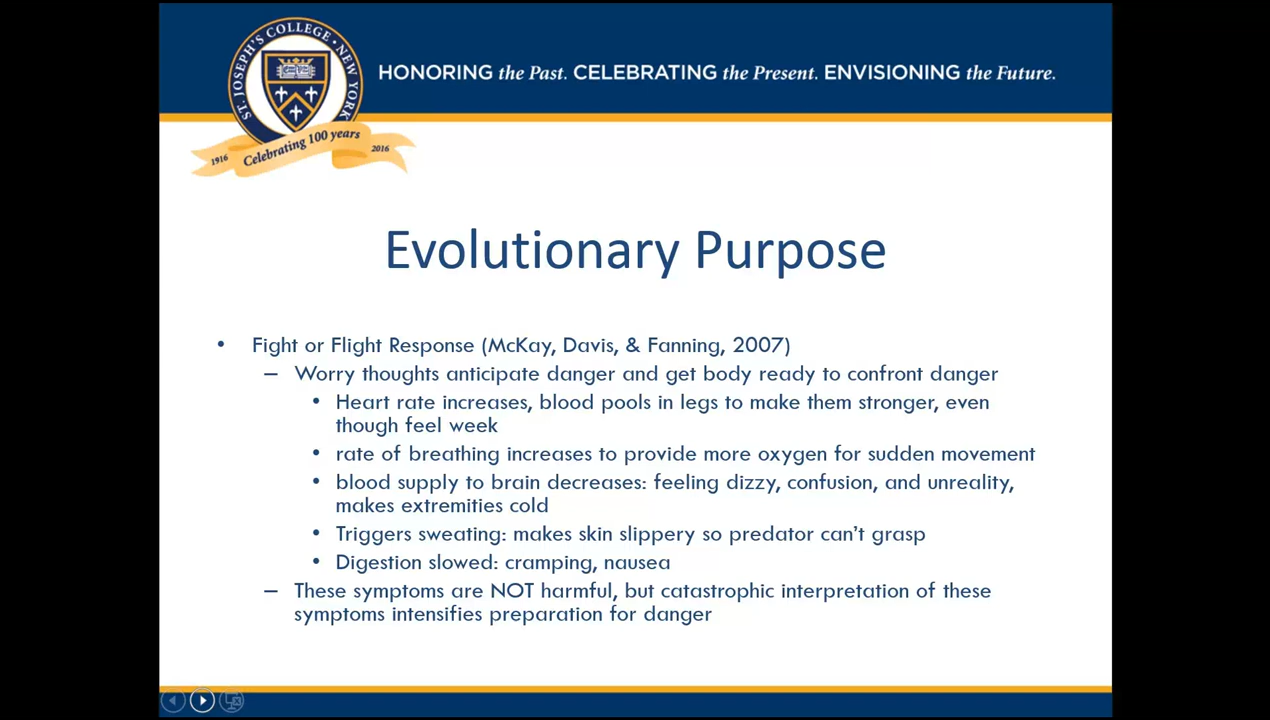 ST. JOSEPH'S COLLEGE • NEW YORK
HONORING the Past. CELEBRATING the Present. ENVISIONING the Future.
1916 Celebrating 100 years 2016
Evolutionary Purpose
• Fight or Flight Response (McKay, Davis, & Fanning, 2007)
– Worry thoughts anticipate danger and get body ready to confront danger
• Heart rate increases, blood pools in legs to make them stronger, even
though feel week
• rate of breathing increases to provide more oxygen for sudden movement
• blood supply to brain decreases: feeling dizzy, confusion, and unreality,
makes extremities cold
• Triggers sweating: makes skin slippery so predator can't grasp
• Digestion slowed: cramping, nausea
– These symptoms are NOT harmful, but catastrophic interpretation of these
symptoms intensifies preparation for danger